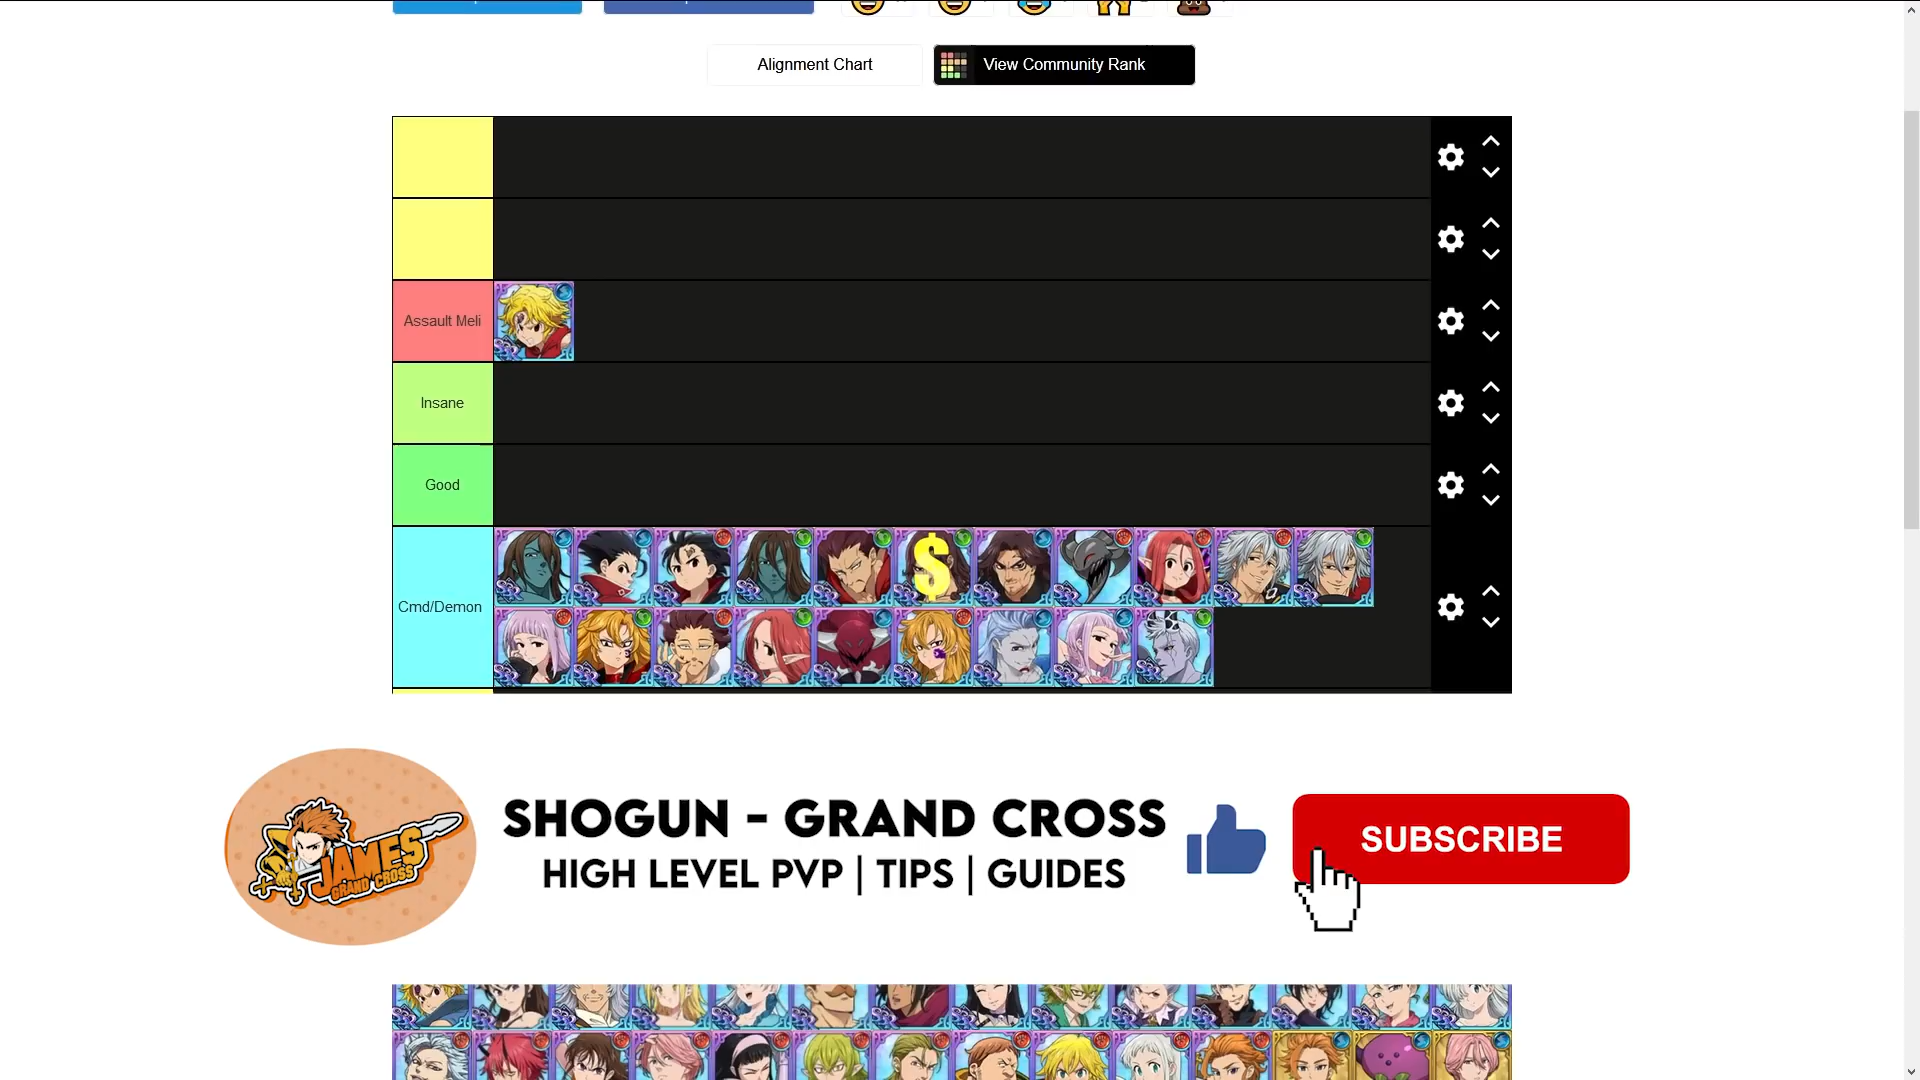 Alignment Chart
View Community Rank
Assault Meli
Insane
Good
Cmd/Demon
$
JAMES
GRAND CROSS
SHOGUN - GRAND CROSS
HIGH LEVEL PVP | TIPS | GUIDES
SUBSCRIBE